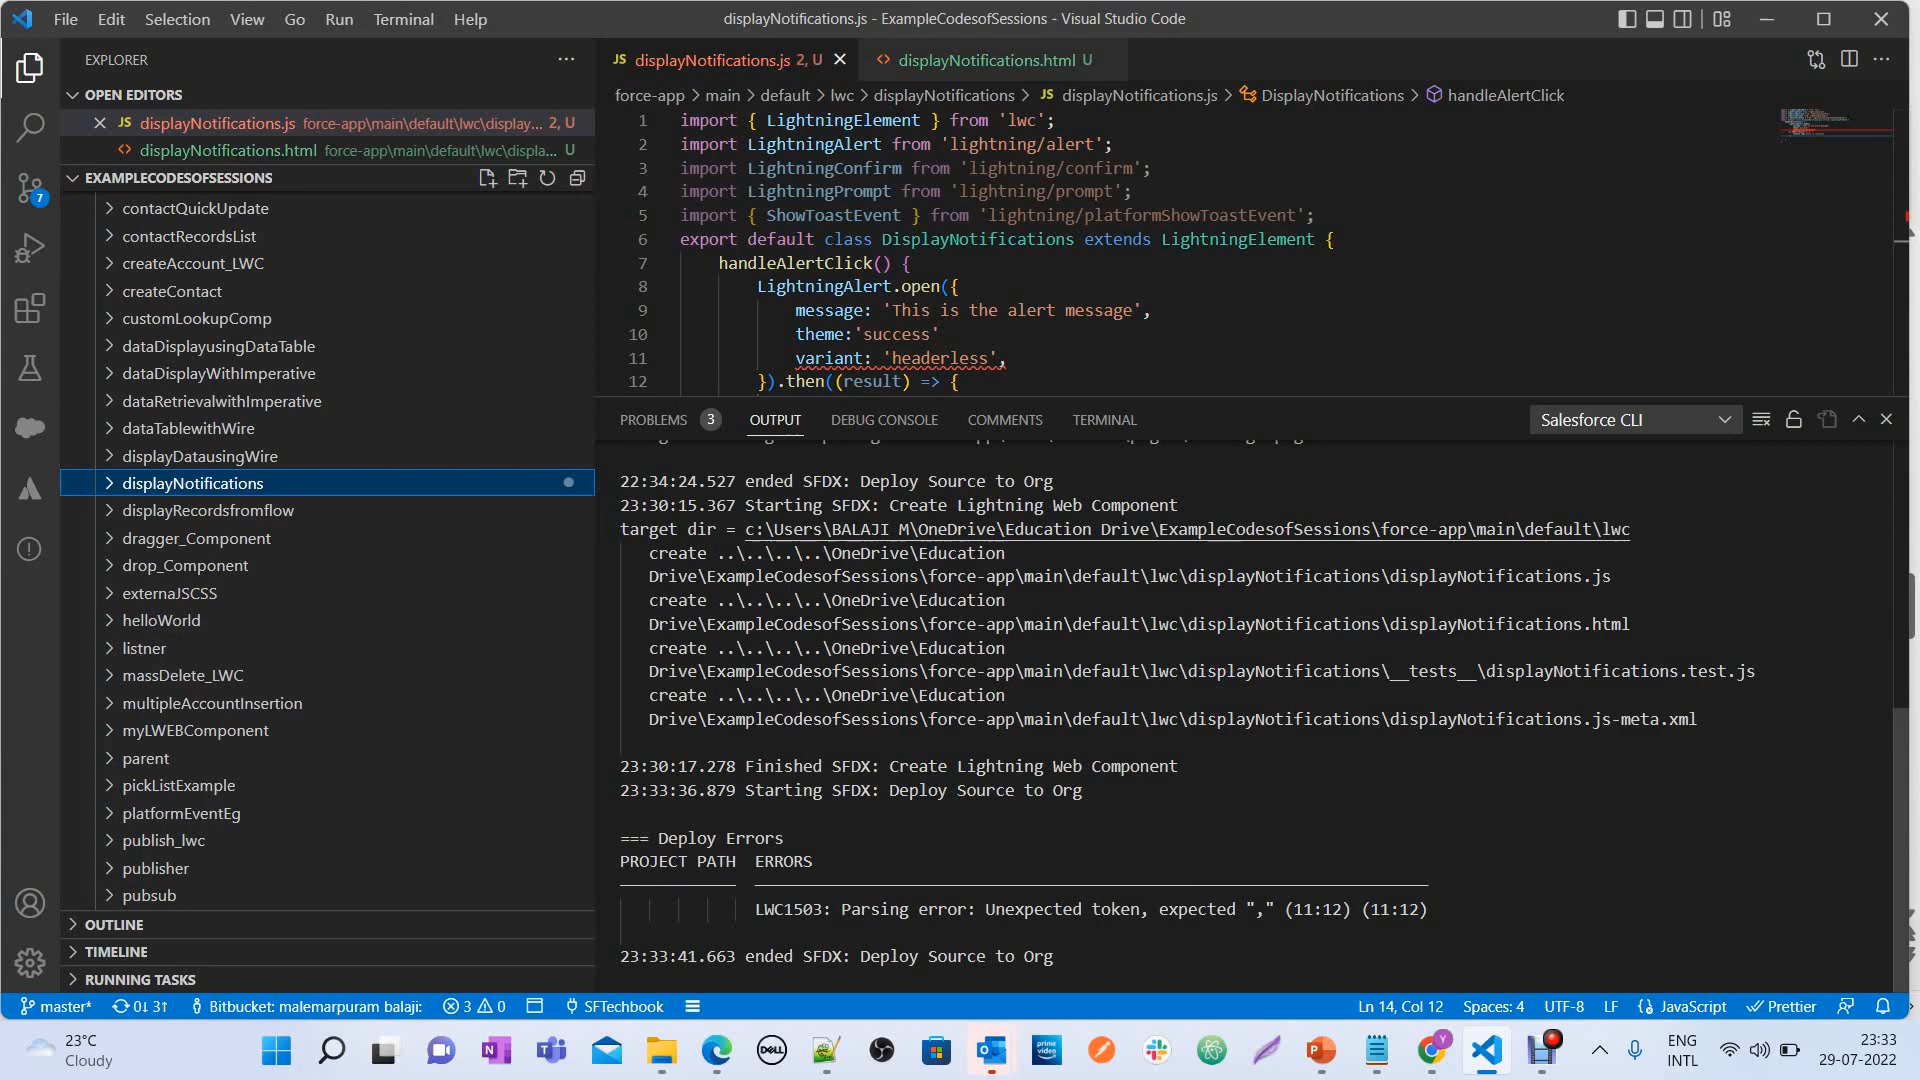 File Edit Selection View Go Run Terminal Help
displayNotifications.js - ExampleCodesofSessions - Visual Studio Code
EXPLORER
OPEN EDITORS
JS displayNotifications.js force-app\main\default\lwc\display... 2, U
displayNotifications.html force-app\main\default\lwc\displa... U
EXAMPLECODESOFSESSIONS
contactQuickUpdate
contactRecordsList
createAccount_LWC
createContact
customLookupComp
dataDisplayusingDataTable
dataDisplayWithImperative
dataRetrievalwithImperative
dataTablewithWire
displayDatausingWire
displayNotifications
displayRecordsfromflow
dragger_Component
drop_Component
externaJSCSS
helloWorld
listner
massDelete_LWC
multipleAccountInsertion
myLWEBComponent
parent
pickListExample
platformEventEg
publish_lwc
publisher
pubsub
OUTLINE
TIMELINE
RUNNING TASKS
7
JS displayNotifications.js 2, U
displayNotifications.html U
force-app > main > default > lwc > displayNotifications > JS displayNotifications.js > DisplayNotifications > handleAlertClick
1 import { LightningElement } from 'lwc';
2 import LightningAlert from 'lightning/alert';
3 import LightningConfirm from 'lightning/confirm';
4 import LightningPrompt from 'lightning/prompt';
5 import { ShowToastEvent } from 'lightning/platformShowToastEvent';
6 export default class DisplayNotifications extends LightningElement {
7 handleAlertClick() {
8 LightningAlert.open({
9 message: 'This is the alert message',
10 theme:'success'
11 variant: 'headerless',
12 }).then((result) => {
PROBLEMS 3 OUTPUT DEBUG CONSOLE COMMENTS TERMINAL
Salesforce CLI
22:34:24.527 ended SFDX: Deploy Source to Org
23:30:15.367 Starting SFDX: Create Lightning Web Component
target dir = c:\Users\BALAJI M\OneDrive\Education Drive\ExampleCodesofSessions\force-app\main\default\lwc
create ..\..\..\..\OneDrive\Education
Drive\ExampleCodesofSessions\force-app\main\default\lwc\displayNotifications\displayNotifications.js
create ..\..\..\..\OneDrive\Education
Drive\ExampleCodesofSessions\force-app\main\default\lwc\displayNotifications\displayNotifications.html
create ..\..\..\..\OneDrive\Education
Drive\ExampleCodesofSessions\force-app\main\default\lwc\displayNotifications\__tests__\displayNotifications.test.js
create ..\..\..\..\OneDrive\Education
Drive\ExampleCodesofSessions\force-app\main\default\lwc\displayNotifications\displayNotifications.js-meta.xml
23:30:17.278 Finished SFDX: Create Lightning Web Component
23:33:36.879 Starting SFDX: Deploy Source to Org
=== Deploy Errors
PROJECT PATH ERRORS
LWC1503: Parsing error: Unexpected token, expected "," (11:12) (11:12)
23:33:41.663 ended SFDX: Deploy Source to Org
master* 0↓ 3↑ Bitbucket: malemarpuram balaji: 3 0 SFTechbook
Ln 14, Col 12 Spaces: 4 UTF-8 LF JavaScript Prettier
23°C
Cloudy
DELL
prime video
Y
ENG
INTL
23:33
29-07-2022